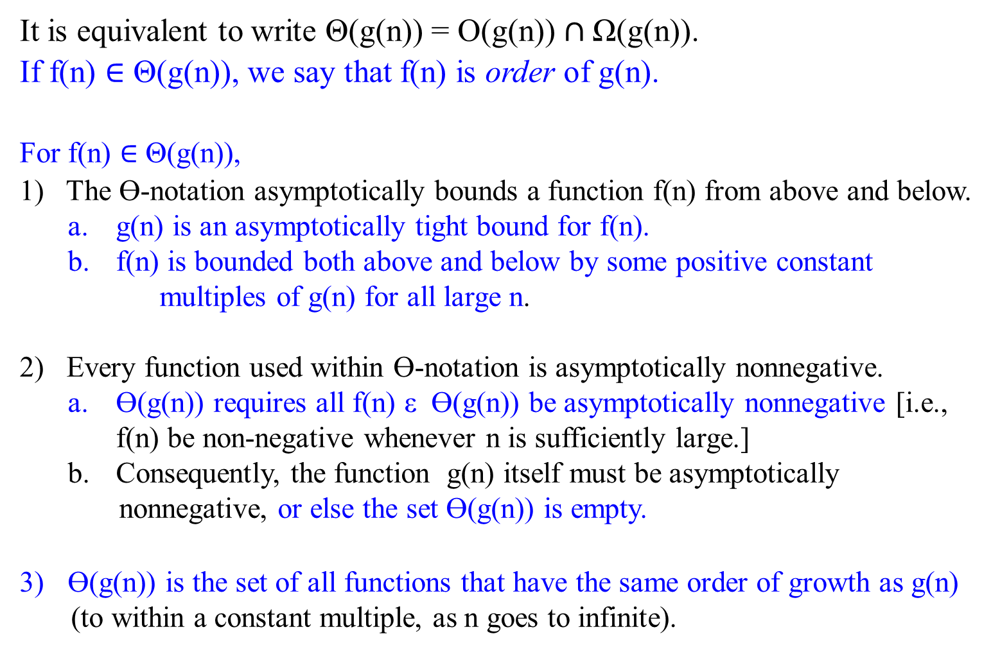 It is equivalent to write Θ(g(n)) = O(g(n)) ∩ Ω(g(n)).
If f(n) ∈ Θ(g(n)), we say that f(n) is order of g(n).
For f(n) ∈ Θ(g(n)),
1) The Ѳ-notation asymptotically bounds a function f(n) from above and below.
a. g(n) is an asymptotically tight bound for f(n).
b. f(n) is bounded both above and below by some positive constant
multiples of g(n) for all large n.
2) Every function used within Ѳ-notation is asymptotically nonnegative.
a. Ѳ(g(n)) requires all f(n) ε Ѳ(g(n)) be asymptotically nonnegative [i.e.,
f(n) be non-negative whenever n is sufficiently large.]
b. Consequently, the function g(n) itself must be asymptotically
nonnegative, or else the set Ѳ(g(n)) is empty.
3) Ѳ(g(n)) is the set of all functions that have the same order of growth as g(n)
(to within a constant multiple, as n goes to infinite).